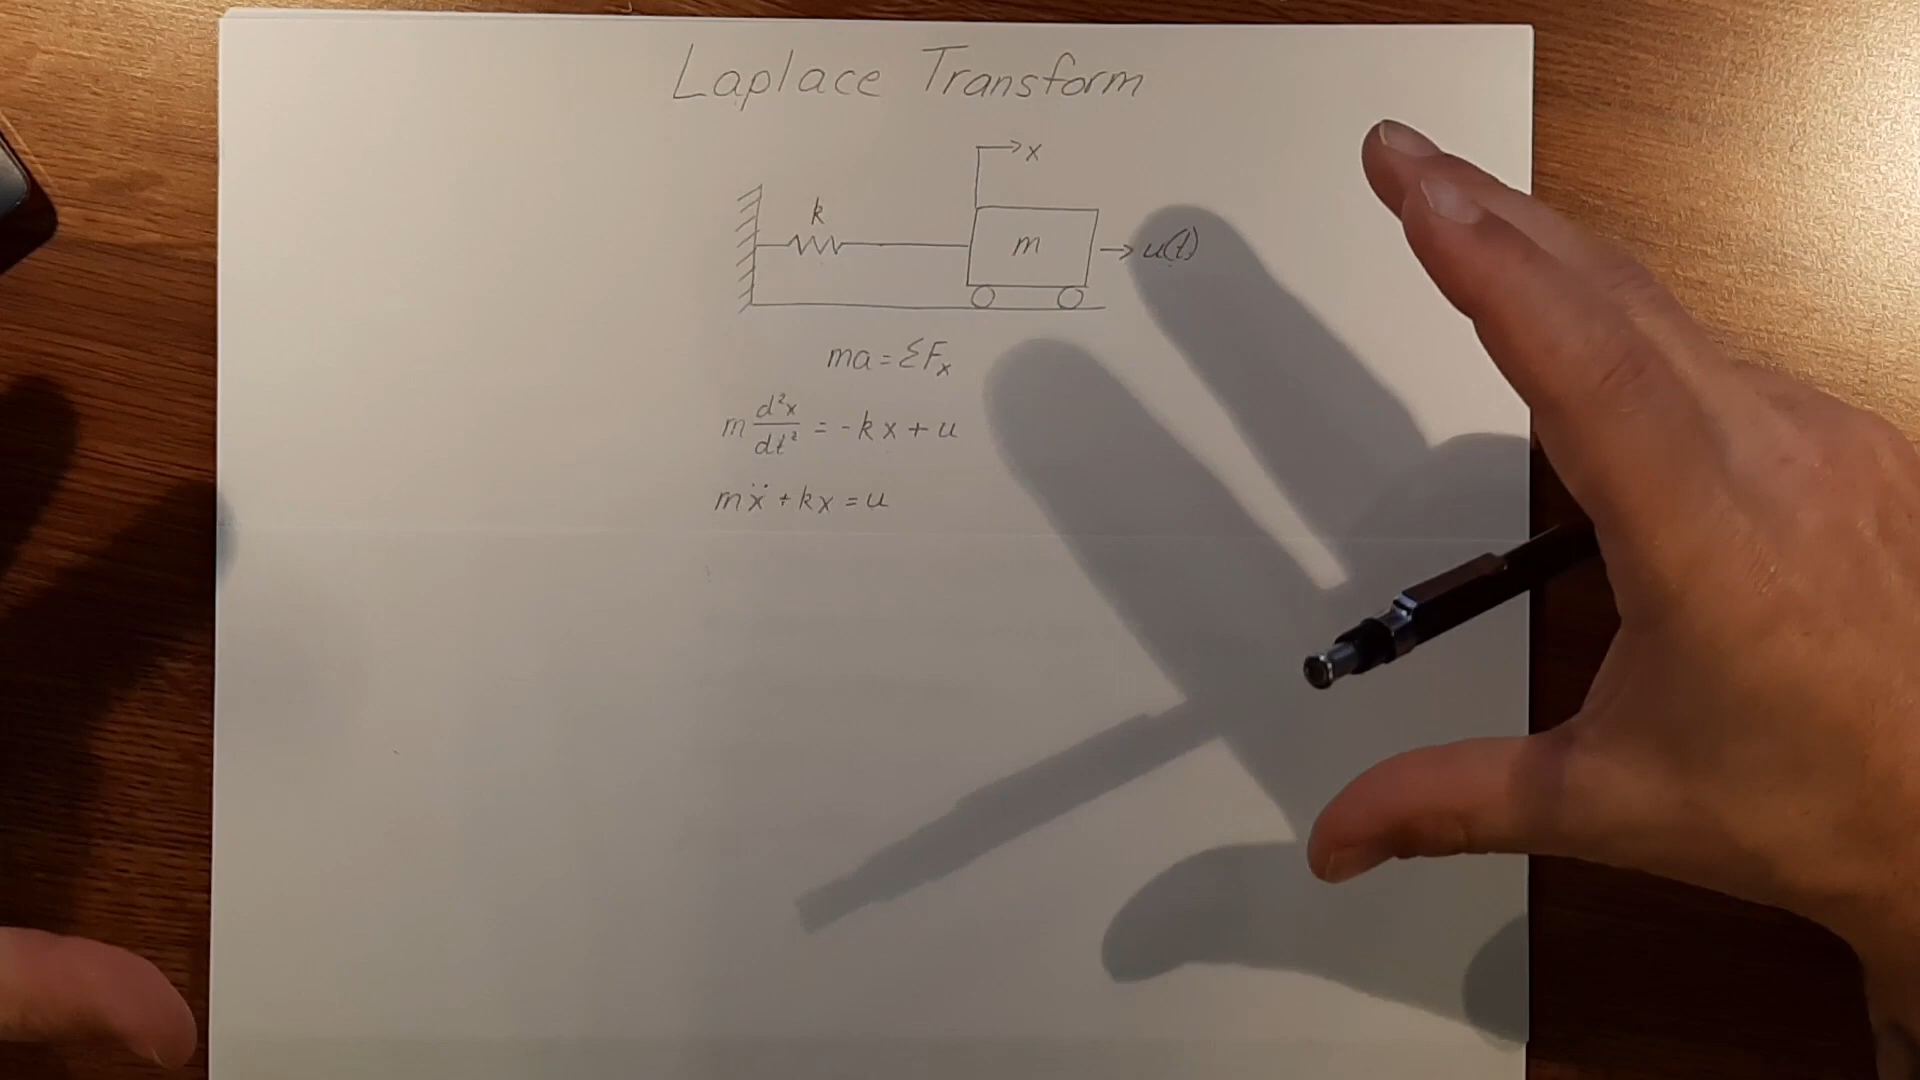 Laplace Transform
x
k
m
u(t)
ma = ΣFₓ
m d²x/dt² = -kx + u
mẍ + kx = u